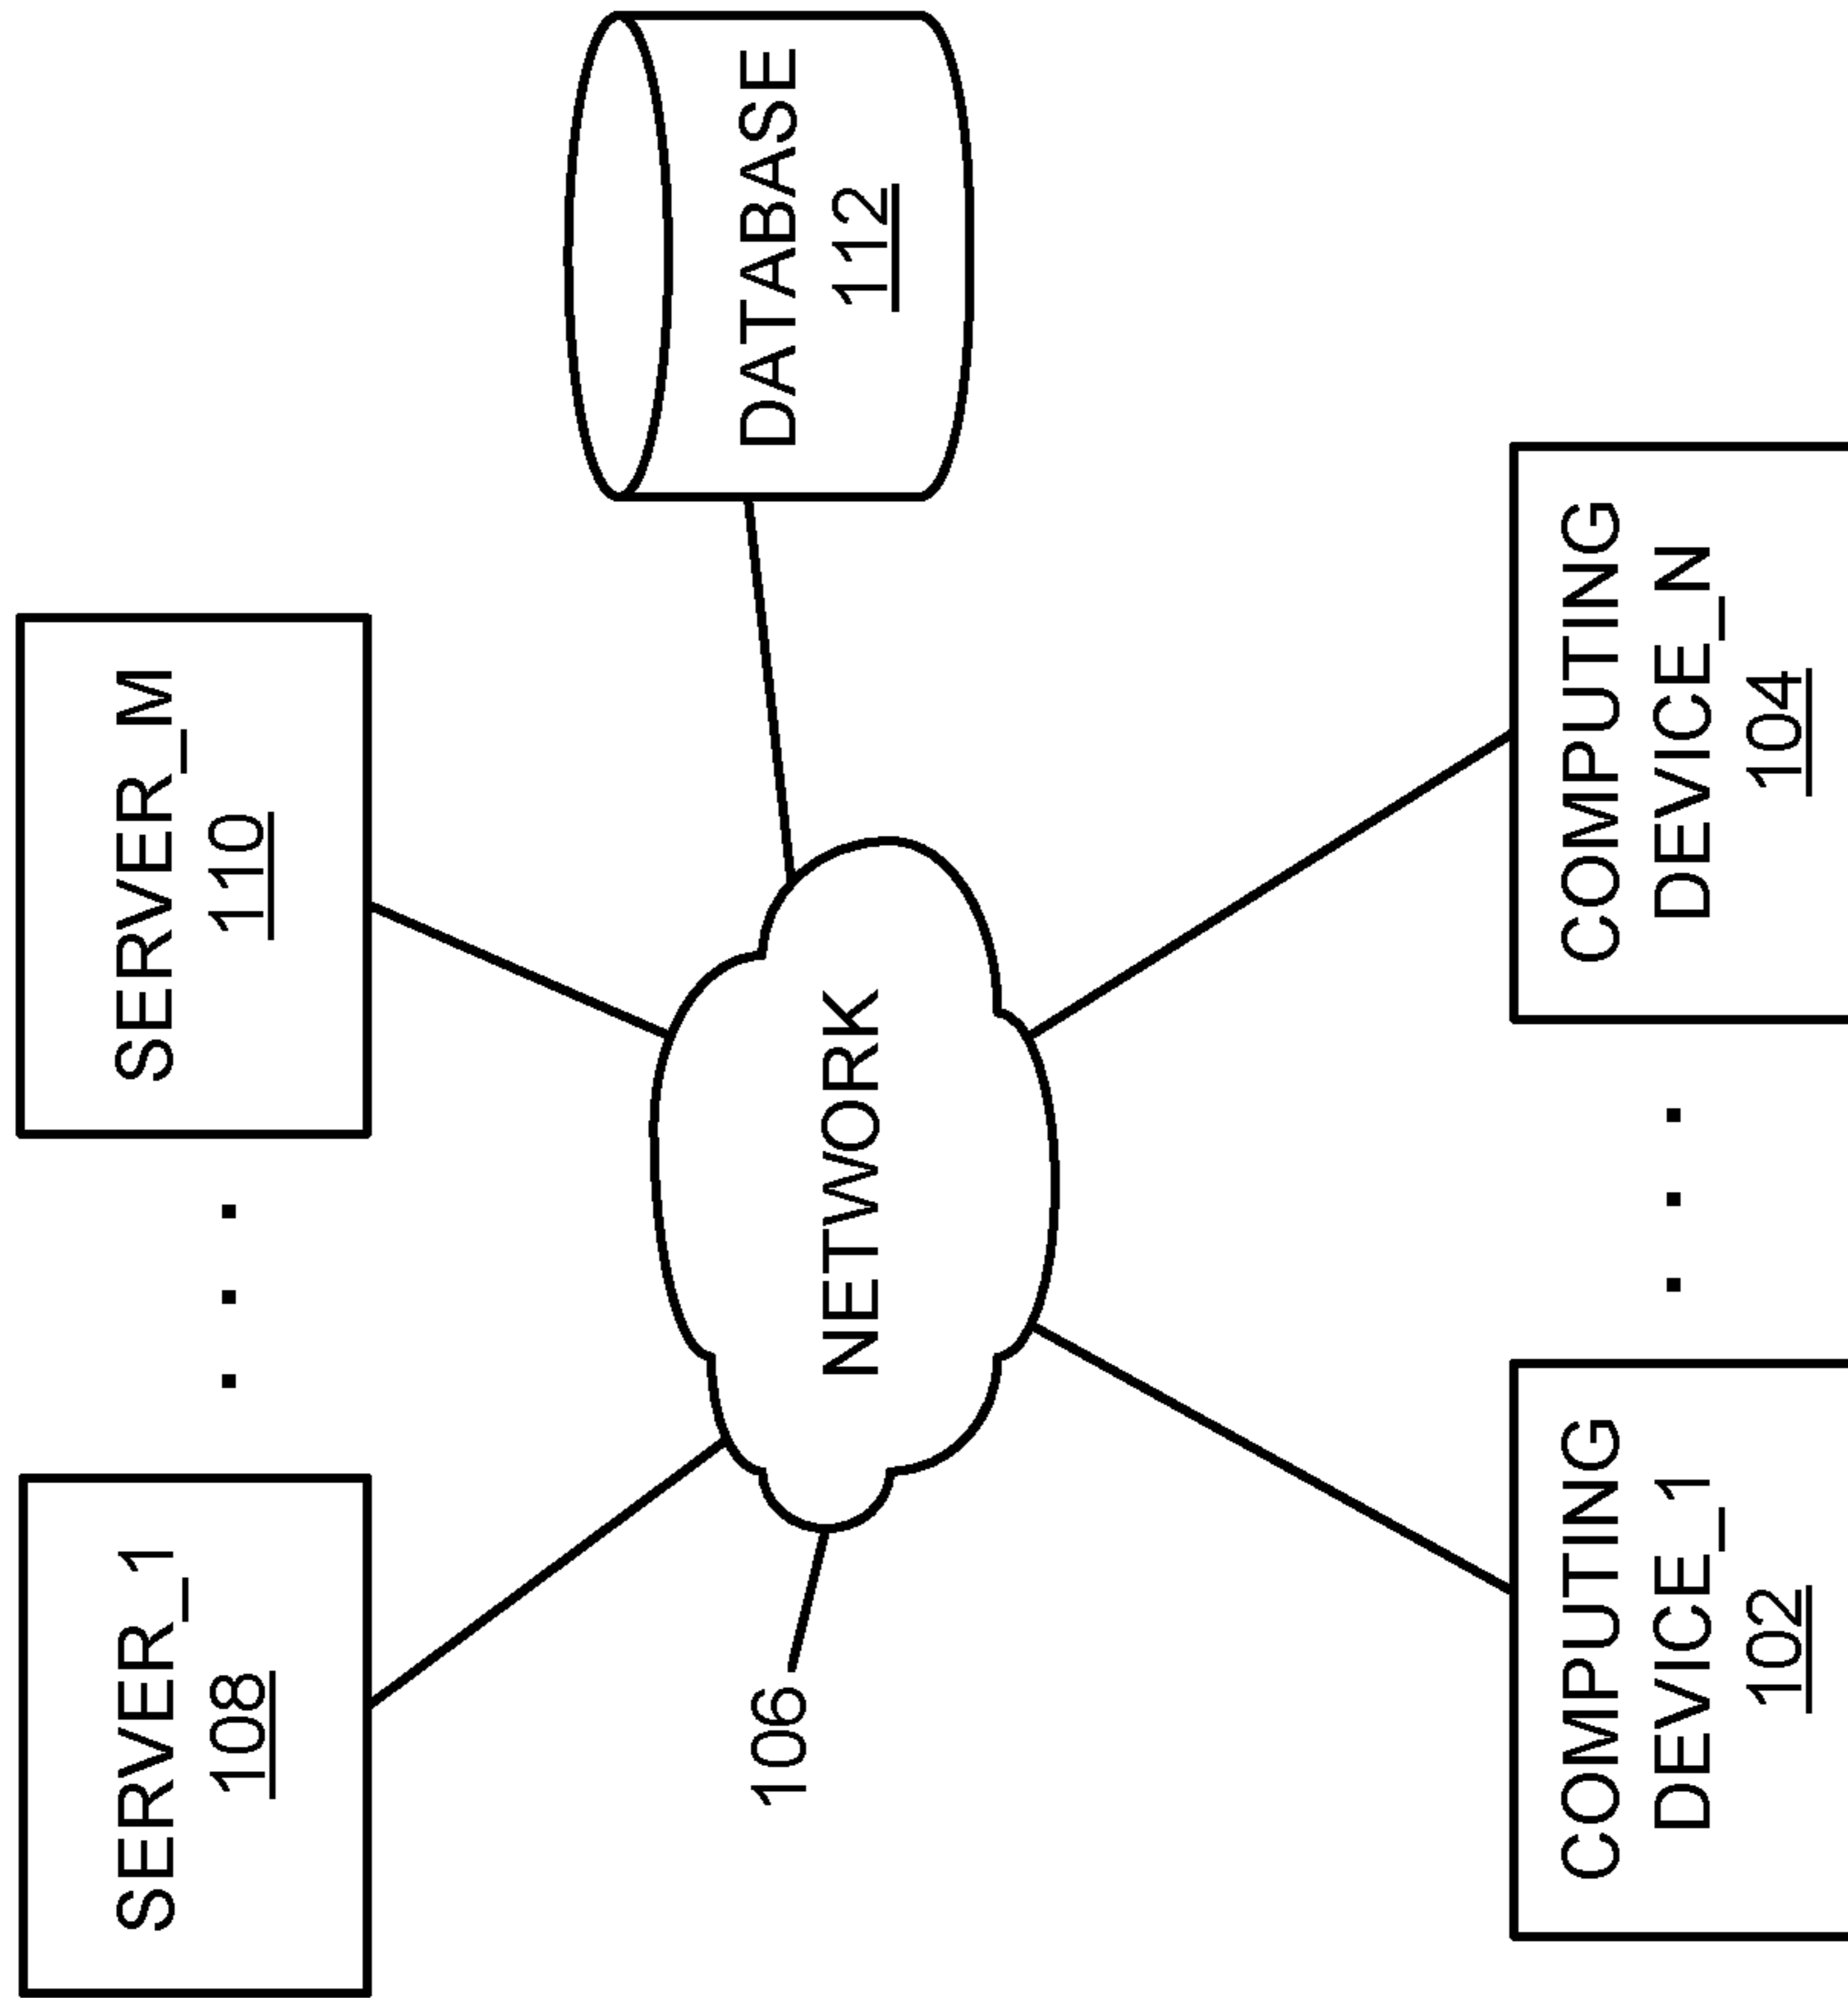 SERVER_1
108
SERVER_M
110
DATABASE
112
NETWORK
106
COMPUTING
DEVICE_1
102
COMPUTING
DEVICE_N
104